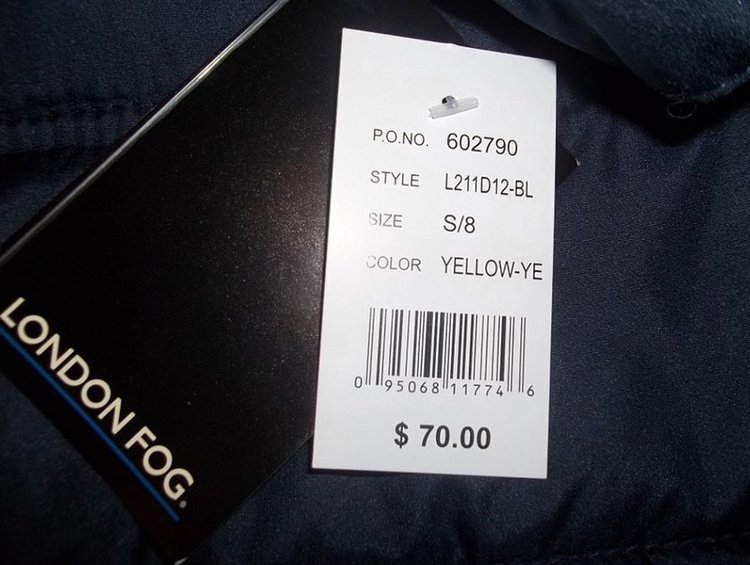 P.O.NO. 602790
STYLE L211D12-BL
SIZE S/8
COLOR YELLOW-YE
0 95068 11774 6
$ 70.00
LONDON FOG®